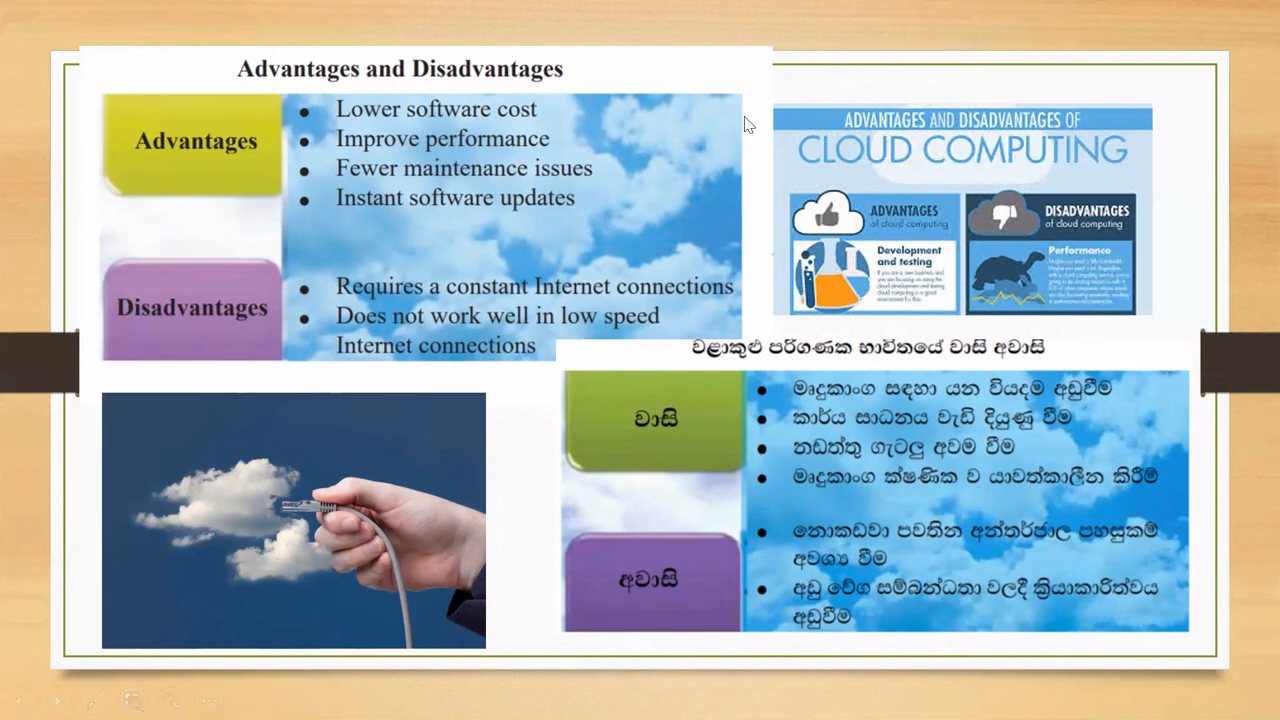 Advantages and Disadvantages
Advantages
• Lower software cost
• Improve performance
• Fewer maintenance issues
• Instant software updates
Disadvantages
• Requires a constant Internet connections
• Does not work well in low speed
Internet connections
ADVANTAGES AND DISADVANTAGES OF
CLOUD COMPUTING
ADVANTAGES
of cloud computing
Development
and testing
DISADVANTAGES
of cloud computing
Performance
වළාකුළු පරිගණක භාවිතයේ වාසි අවාසි
වාසි
• මෘදුකාංග සඳහා යන වියදම අඩුවීම
• කාර්ය සාධනය වැඩි දියුණු වීම
• නඩත්තු ගැටලු අවම වීම
• මෘදුකාංග ක්ෂණික ව යාවත්කාලීන කිරීම
අවාසි
• නොකඩවා පවතින අන්තර්ජාල පහසුකම්
අවශ්‍ය වීම
• අඩු වේග සම්බන්ධතා වලදී ක්‍රියාකාරිත්වය
අඩුවීම